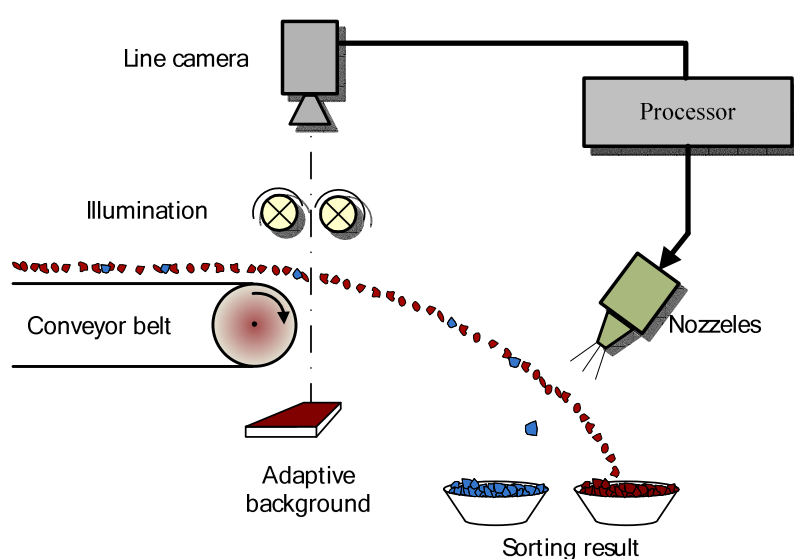 Line camera
Processor
Illumination
Conveyor belt
Nozzeles
Adaptive
background
Sorting result